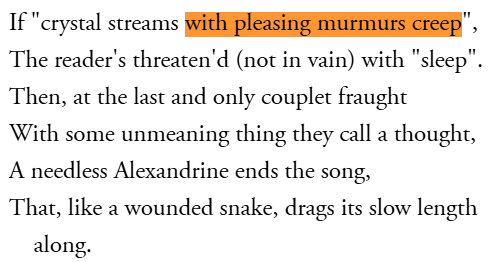 If "crystal streams with pleasing murmurs creep",
The reader's threaten'd (not in vain) with "sleep".
Then, at the last and only couplet fraught
With some unmeaning thing they call a thought,
A needless Alexandrine ends the song,
That, like a wounded snake, drags its slow length
along.